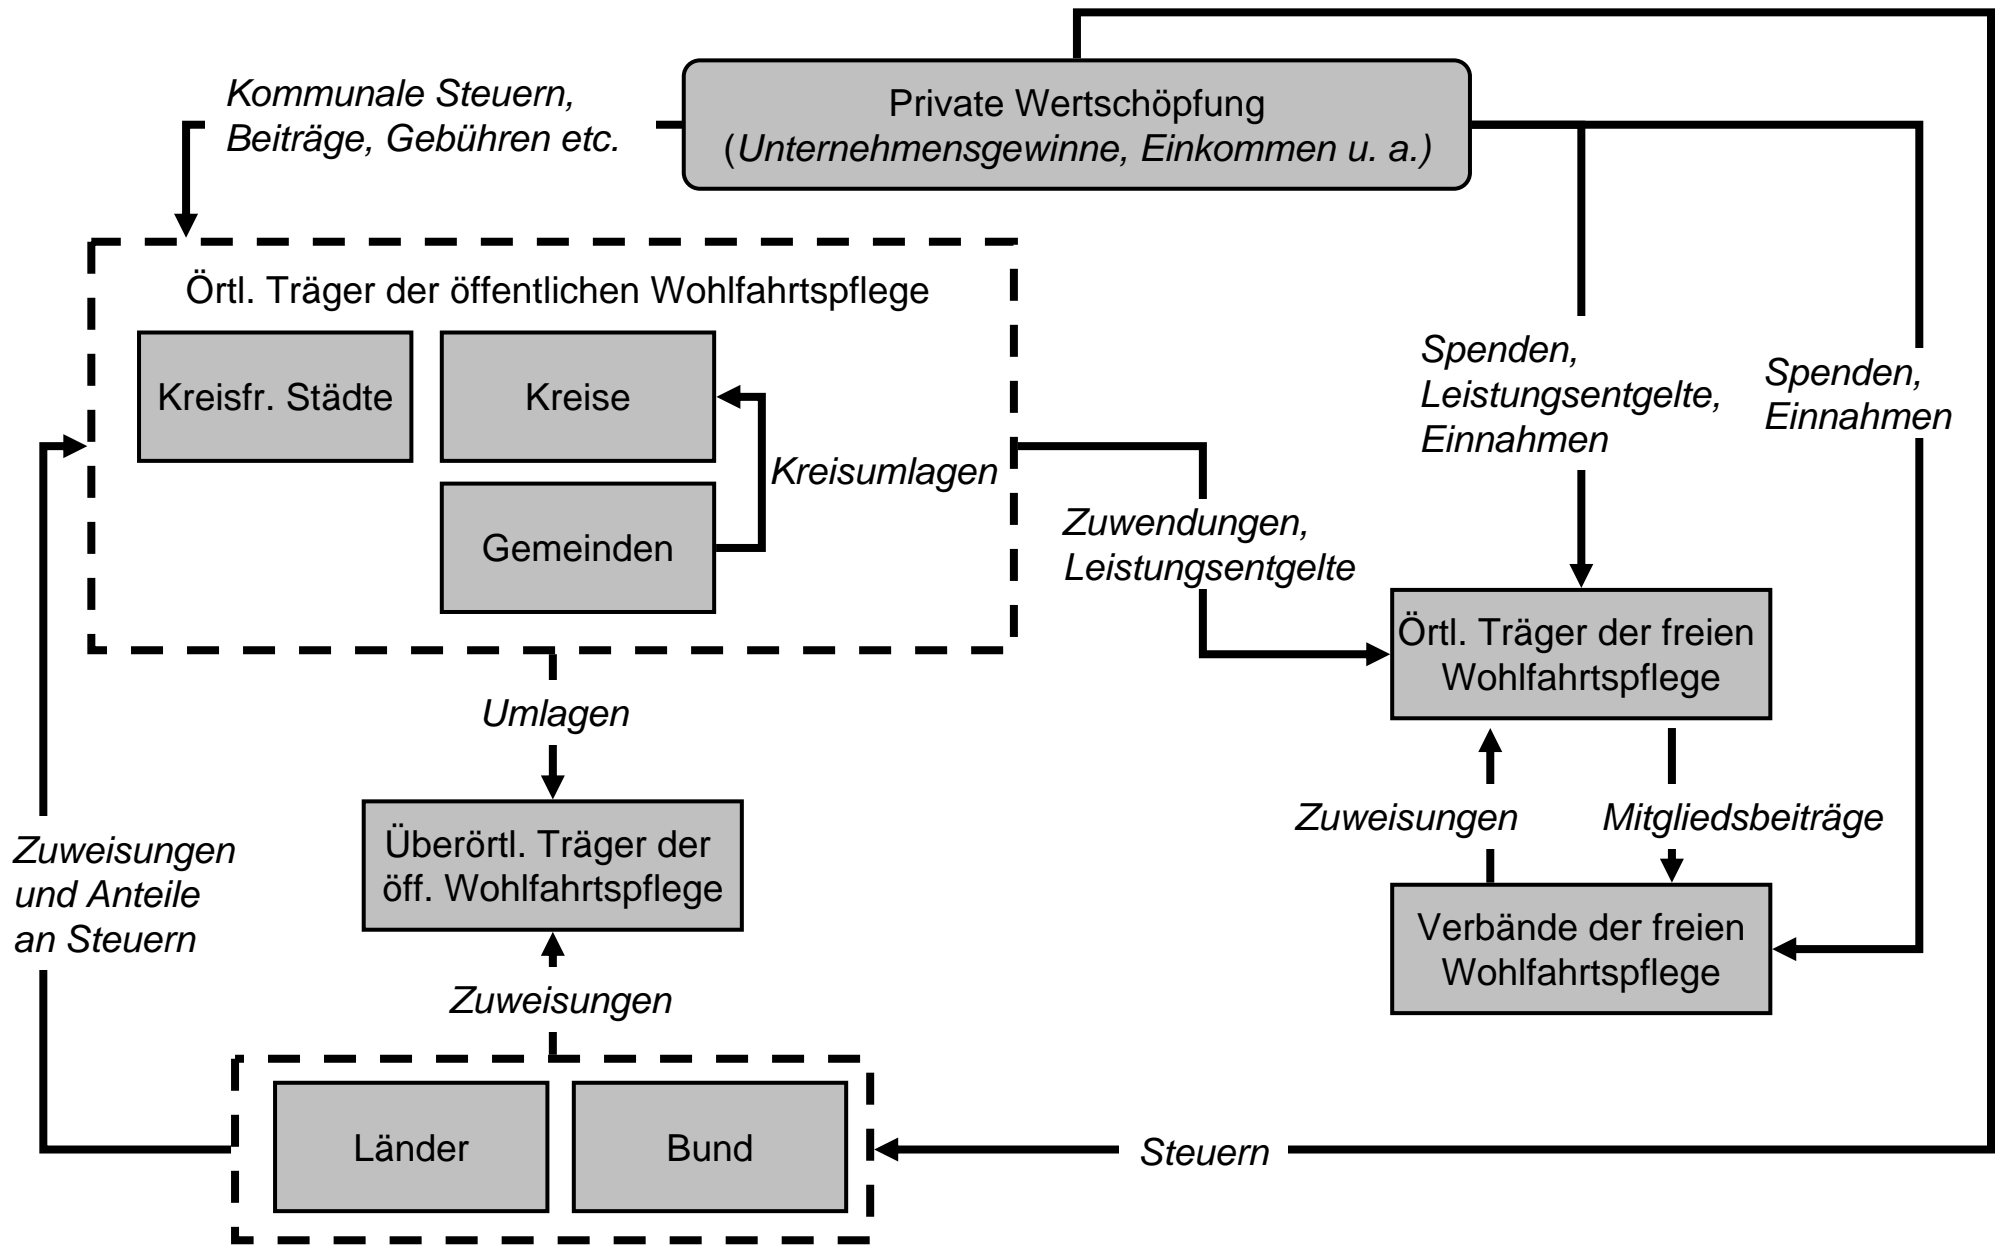 Kommunale Steuern,
Beiträge, Gebühren etc.
Private Wertschöpfung
(Unternehmensgewinne, Einkommen u. a.)
Örtl. Träger der öffentlichen Wohlfahrtspflege
Kreisfr. Städte
Kreise
Kreisumlagen
Gemeinden
Spenden,
Leistungsentgelte,
Einnahmen
Spenden,
Einnahmen
Zuwendungen,
Leistungsentgelte
Örtl. Träger der freien
Wohlfahrtspflege
Umlagen
Zuweisungen
Mitgliedsbeiträge
Zuweisungen
und Anteile
an Steuern
Überörtl. Träger der
öff. Wohlfahrtspflege
Verbände der freien
Wohlfahrtspflege
Zuweisungen
Länder
Bund
Steuern